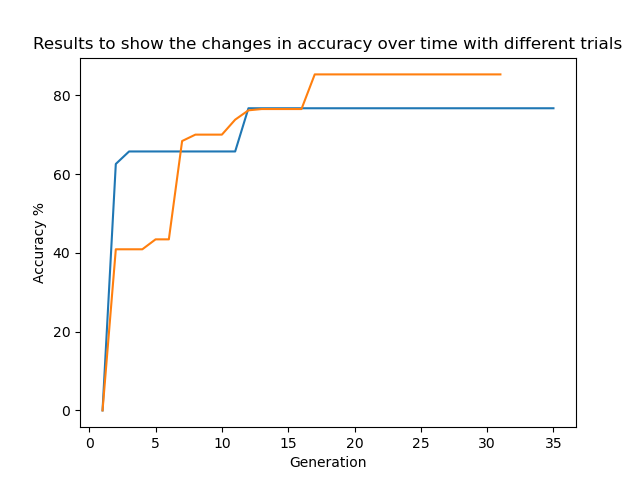 Results to show the changes in accuracy over time with different trials
80
60
40
20
0
Accuracy %
0 5 10 15 20 25 30 35
Generation